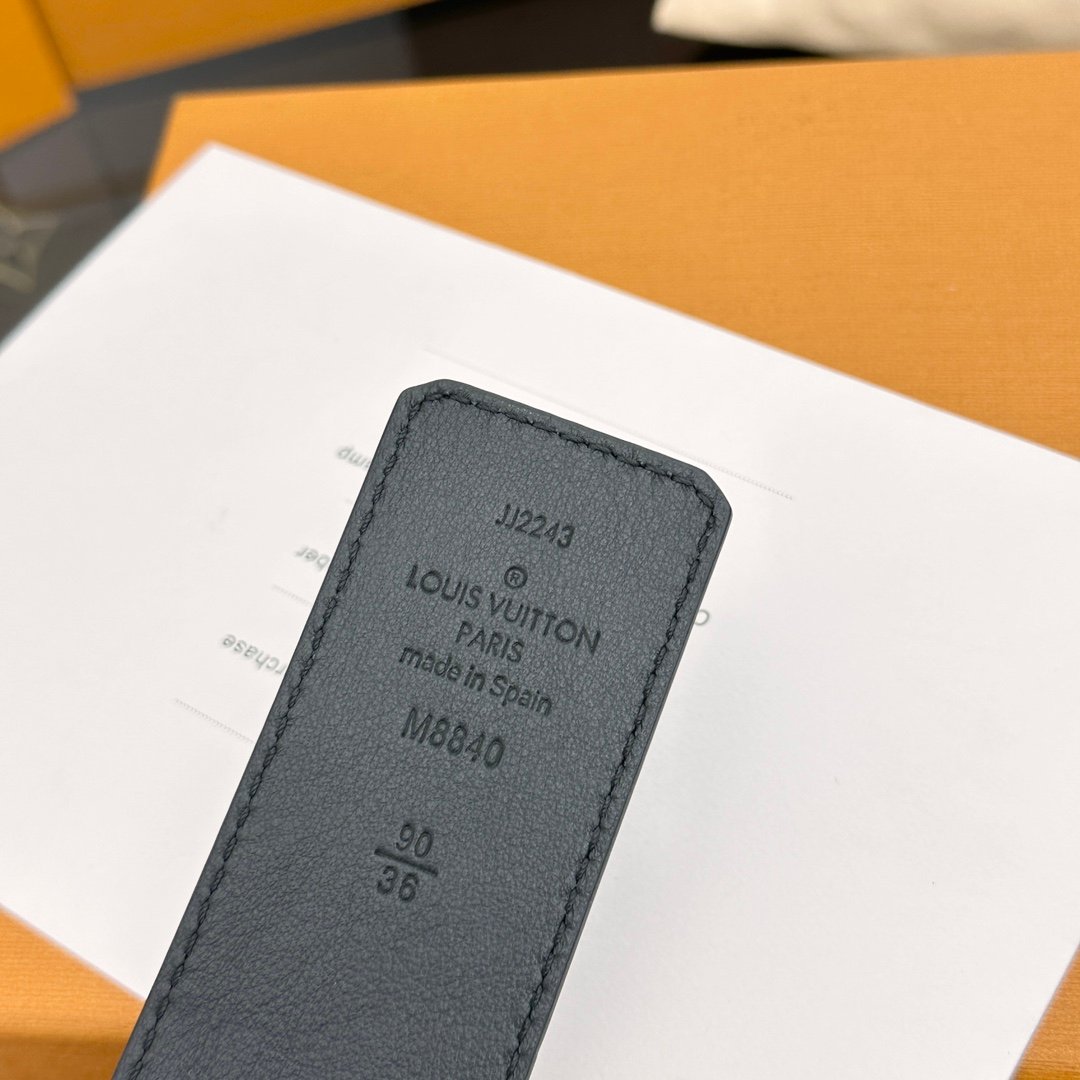 JJ2243
®
LOUIS VUITTON
PARIS
made in Spain
M8840
90
36